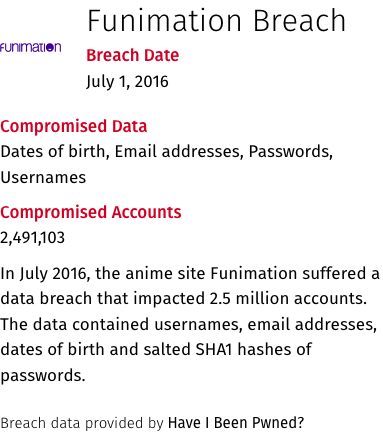 Funimation Breach
FUNiMATiON
Breach Date
July 1, 2016
Compromised Data
Dates of birth, Email addresses, Passwords,
Usernames
Compromised Accounts
2,491,103
In July 2016, the anime site Funimation suffered a
data breach that impacted 2.5 million accounts.
The data contained usernames, email addresses,
dates of birth and salted SHA1 hashes of
passwords.
Breach data provided by Have I Been Pwned?